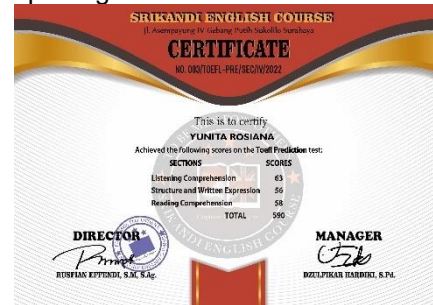 SRIKANDI ENGLISH COURSE
Jl. Asempayung IV Gebang Putih Sukolilo Surabaya
CERTIFICATE
NO. 093/TOEFL-PRE/SEC/IV/2022
This is to certify
YUNITA ROSIANA
Achieved the following scores on the Toefl Prediction test:
SECTIONS SCORES
Listening Comprehension 63
Structure and Written Expression 56
Reading Comprehension 58
TOTAL 590
DIRECTOR
MANAGER
RUSFIAN EFFENDI, S.M, S.Ag.
DZULFIKAR HARDIKI, S.Pd.